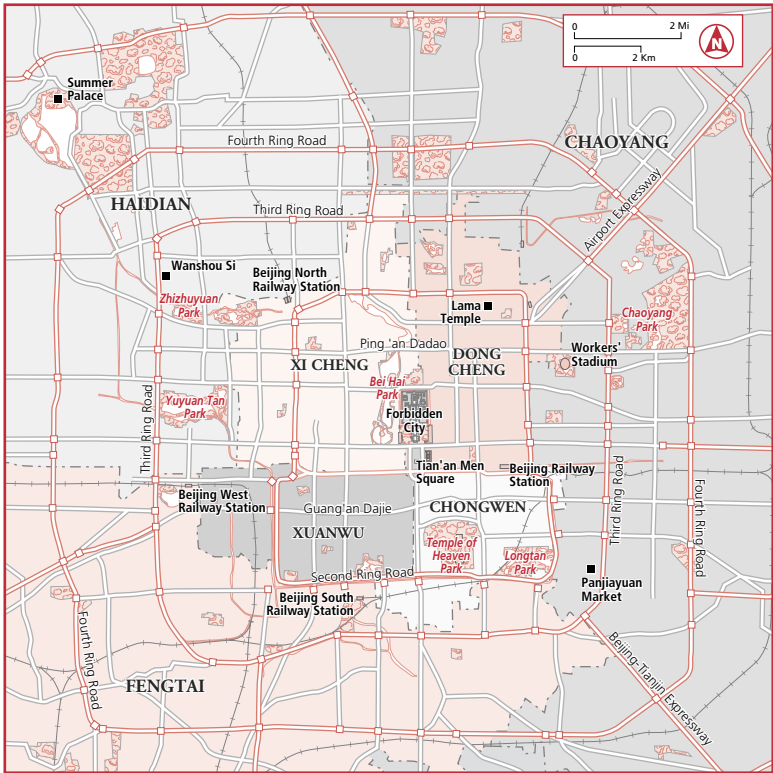 0 2 Mi
0 2 Km
N
Summer
Palace
Fourth Ring Road
CHAOYANG
HAIDIAN
Third Ring Road
Airport Expressway
Wanshou Si
Beijing North
Railway Station
Zhizhuyuan
Park
Lama
Temple
Chaoyang
Park
Ping 'an Dadao
Workers'
Stadium
XI CHENG
DONG
CHENG
Bei Hai
Park
Yuyuan Tan
Park
Forbidden
City
Third Ring Road
Tian'an Men
Square
Beijing Railway
Station
Beijing West
Railway Station
Guang'an Dajie
CHONGWEN
Third Ring Road
Fourth Ring Road
XUANWU
Temple of
Heaven
Park
Longtan
Park
Second Ring Road
Panjiayuan
Market
Beijing South
Railway Station
Fourth Ring Road
Beijing-Tianjin Expressway
FENGTAI